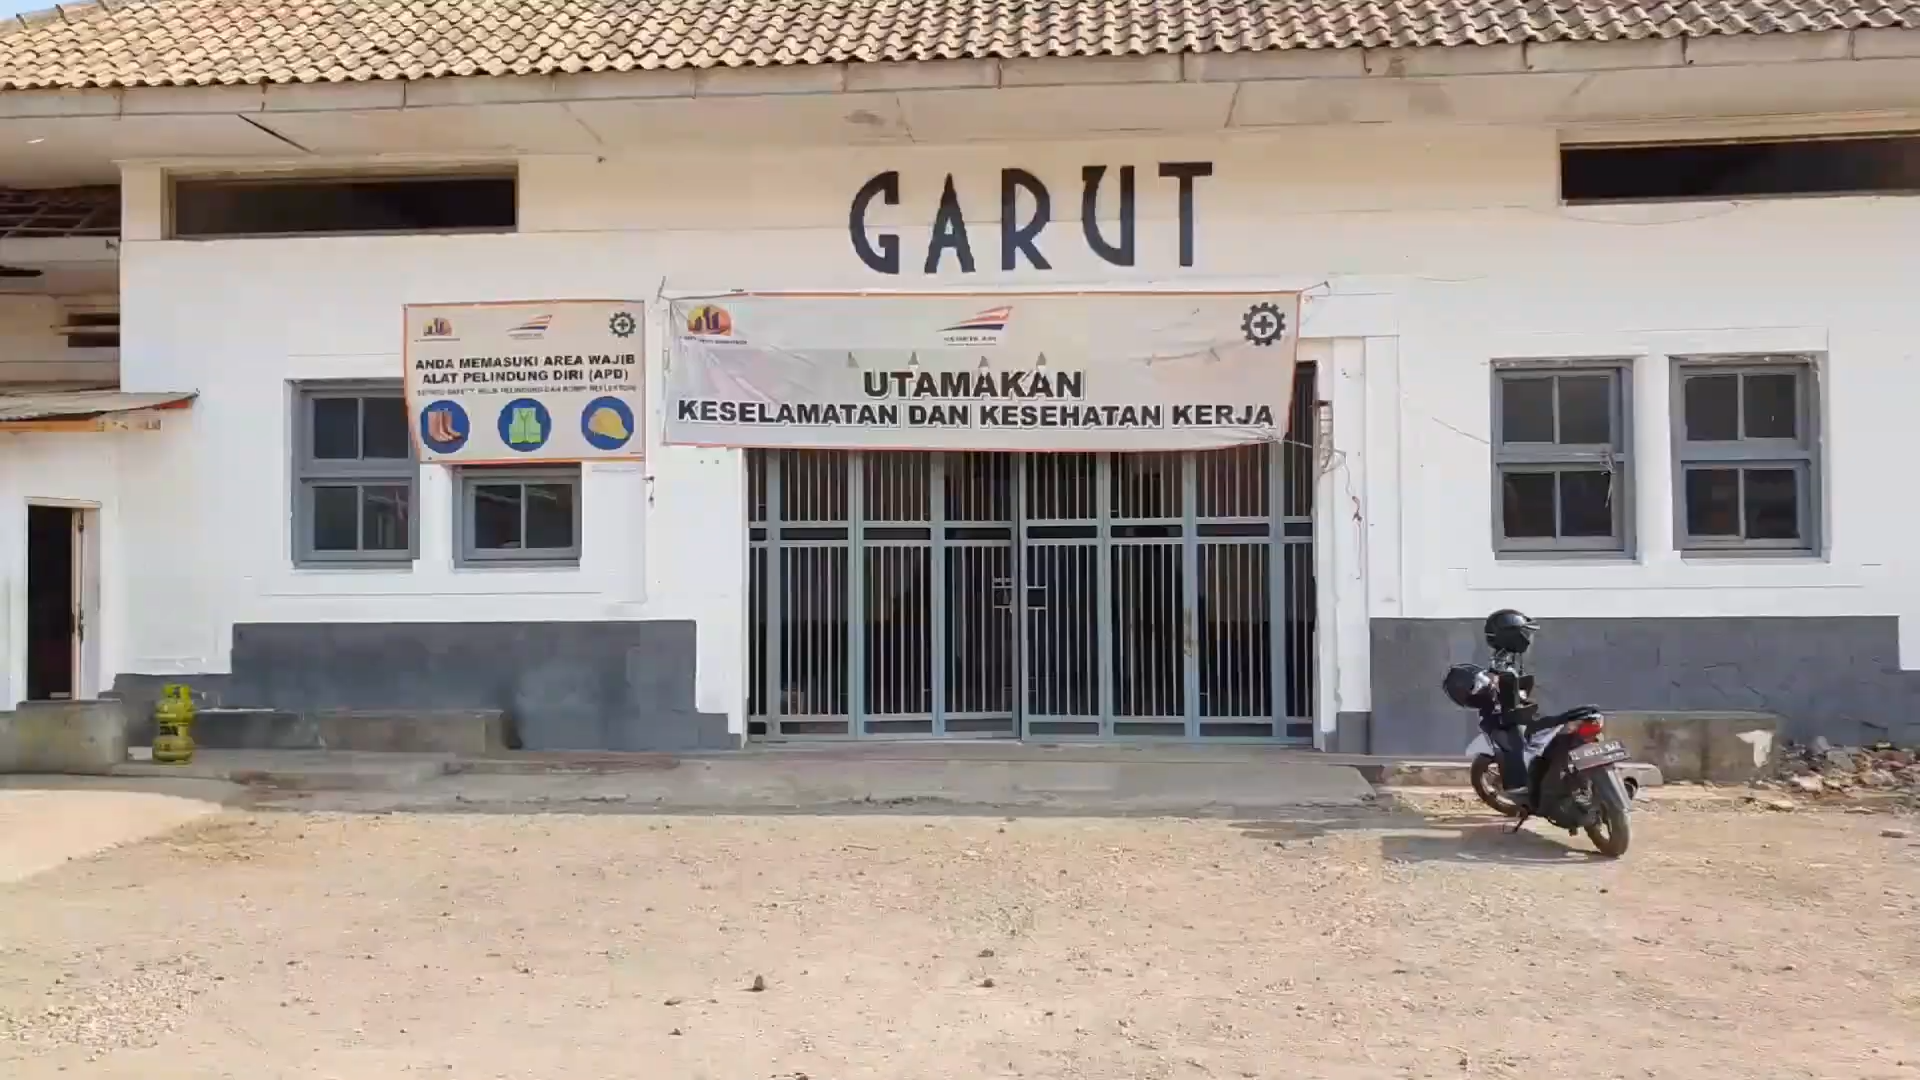 GARUT
ANDA MEMASUKI AREA WAJIB
ALAT PELINDUNG DIRI (APD)
UTAMAKAN
KESELAMATAN DAN KESEHATAN KERJA